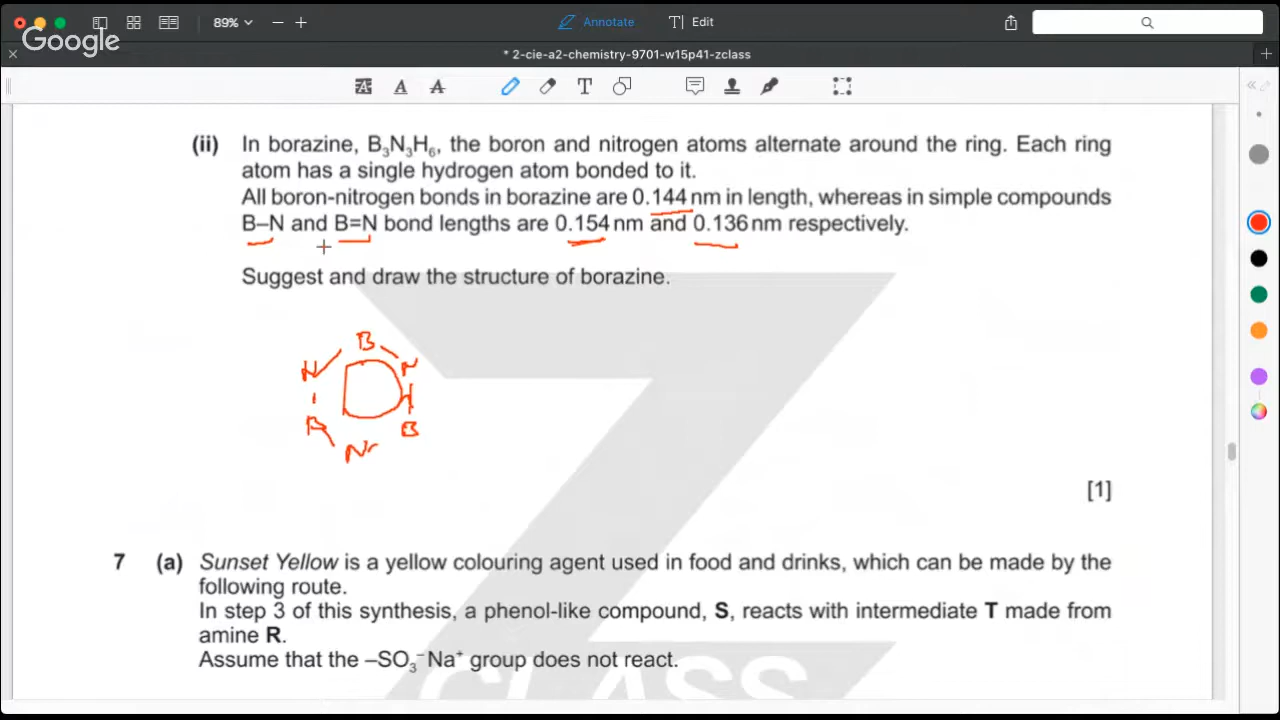 89%
Annotate
Edit
Google
* 2-cie-a2-chemistry-9701-w15p41-zclass
(ii) In borazine, B₃N₃H₆, the boron and nitrogen atoms alternate around the ring. Each ring
atom has a single hydrogen atom bonded to it.
All boron-nitrogen bonds in borazine are 0.144 nm in length, whereas in simple compounds
B–N and B=N bond lengths are 0.154 nm and 0.136 nm respectively.
Suggest and draw the structure of borazine.
B
N N
B B
N
[1]
7 (a) Sunset Yellow is a yellow colouring agent used in food and drinks, which can be made by the
following route.
In step 3 of this synthesis, a phenol-like compound, S, reacts with intermediate T made from
amine R.
Assume that the –SO₃⁻Na⁺ group does not react.
Z
CLASS